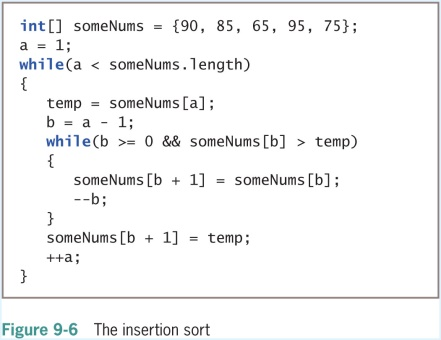 int[] someNums = {90, 85, 65, 95, 75};
a = 1;
while(a < someNums.length)
{
   temp = someNums[a];
   b = a - 1;
   while(b >= 0 && someNums[b] > temp)
   {
      someNums[b + 1] = someNums[b];
      --b;
   }
   someNums[b + 1] = temp;
   ++a;
}
Figure 9-6 The insertion sort